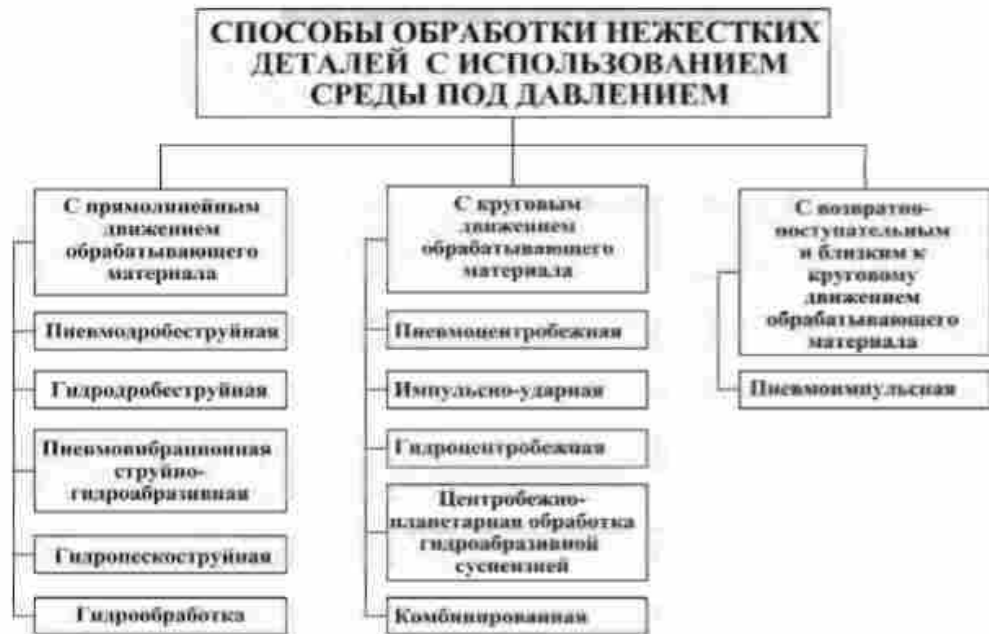 СПОСОБЫ ОБРАБОТКИ НЕЖЕСТКИХ
ДЕТАЛЕЙ С ИСПОЛЬЗОВАНИЕМ
СРЕДЫ ПОД ДАВЛЕНИЕМ
С прямолинейным
движением
обрабатывающего
материала
Пневмодробеструйная
Гидродробеструйная
Пневмовибрационная
струйно-
гидроабразивная
Гидропескоструйная
Гидрообработка
С круговым
движением
обрабатывающего
материала
Пневмоцентробежная
Импульсно-ударная
Гидроцентробежная
Центробежно-
планетарная обработка
гидроабразивной
суспензией
Комбинированная
С возвратно-
поступательным
и близким к
круговому
движением
обрабатывающего
материала
Пневмоимпульсная